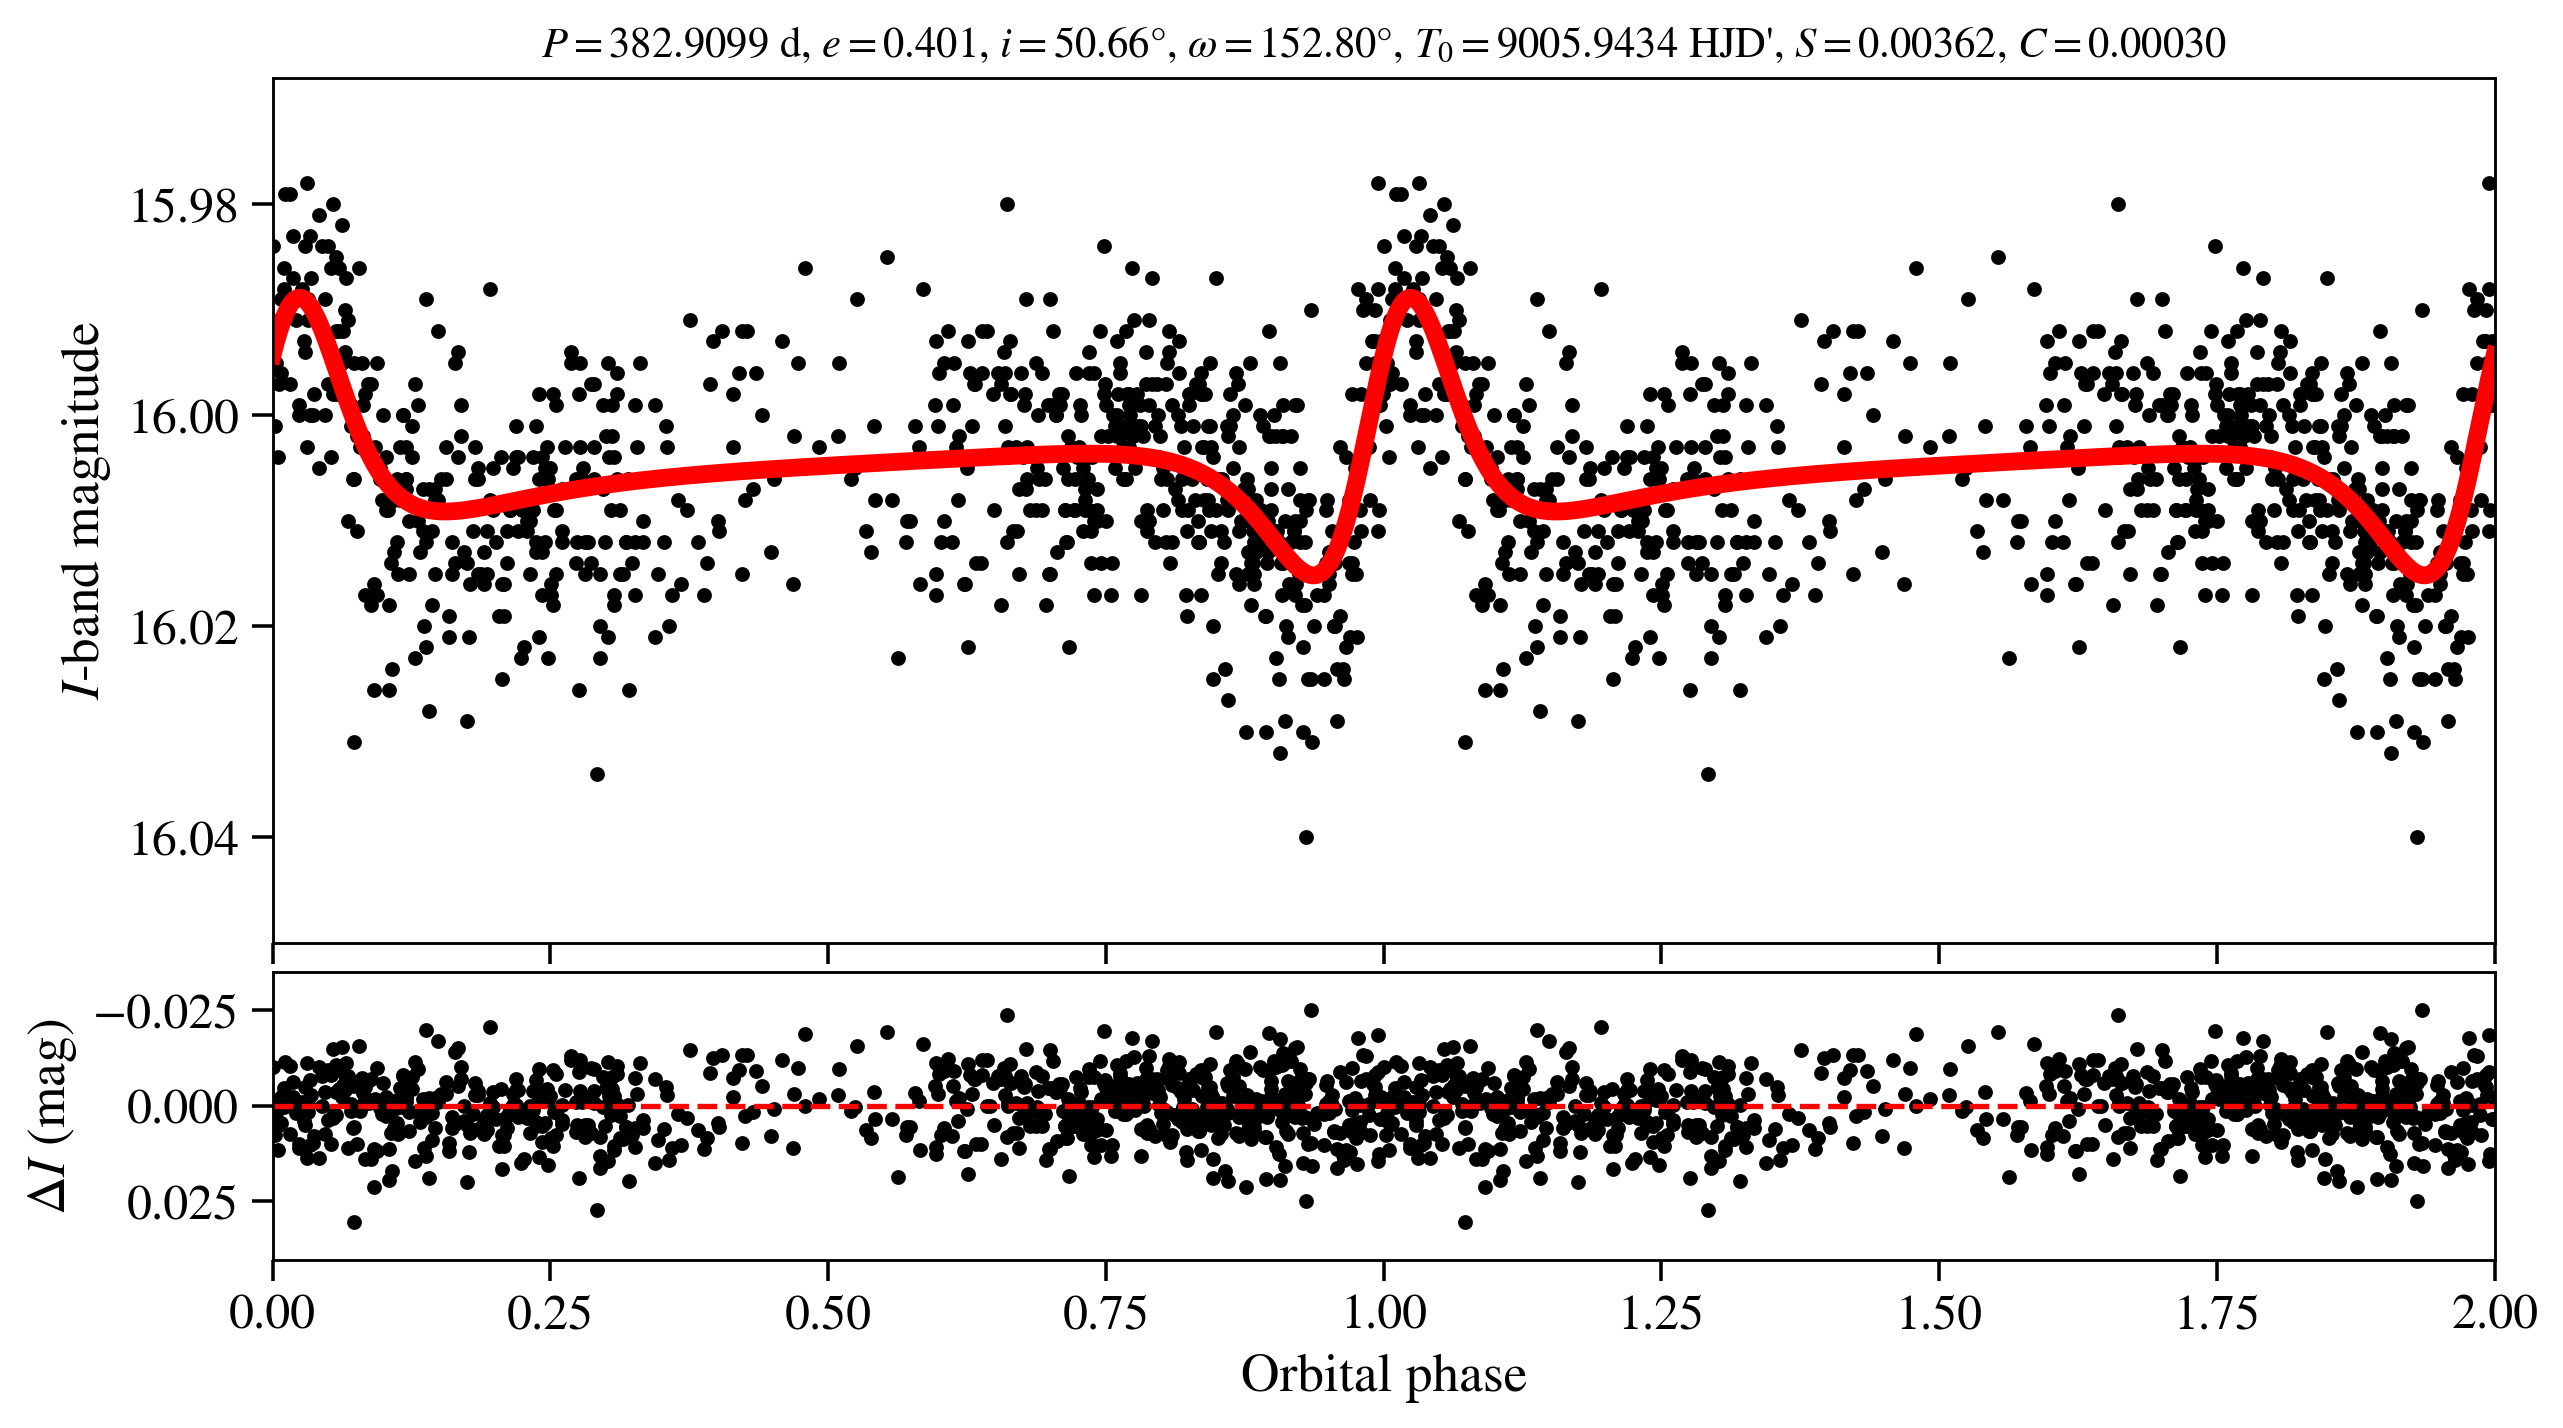 P = 382.9099 d, e = 0.401, i = 50.66°, ω = 152.80°, T₀ = 9005.9434 HJD', S = 0.00362, C = 0.00030
I-band magnitude
15.98
16.00
16.02
16.04
ΔI (mag)
−0.025
0.000
0.025
0.00 0.25 0.50 0.75 1.00 1.25 1.50 1.75 2.00
Orbital phase